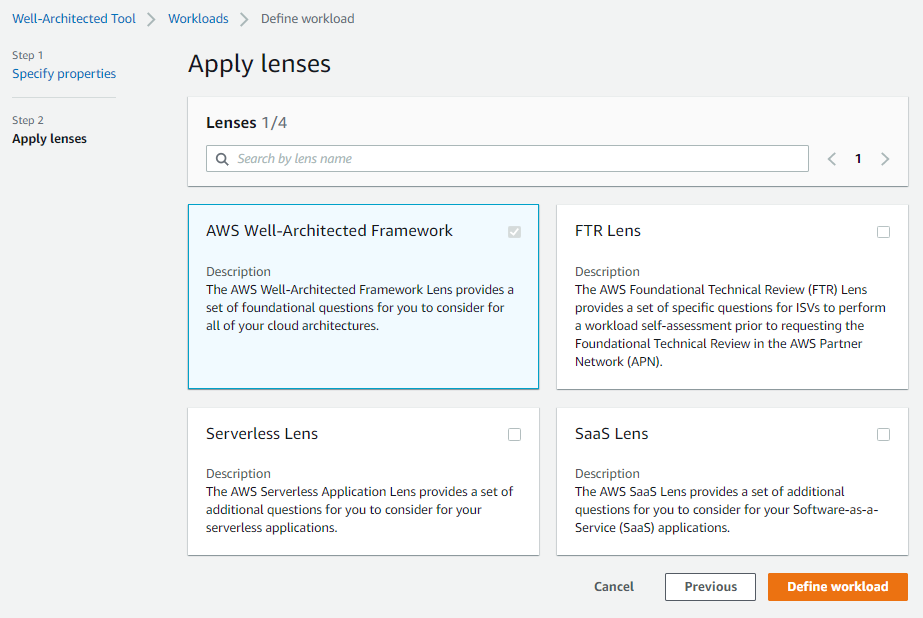 Well-Architected Tool > Workloads > Define workload
Step 1
Specify properties
Step 2
Apply lenses
Apply lenses
Lenses 1/4
Search by lens name
< 1 >
AWS Well-Architected Framework
Description
The AWS Well-Architected Framework Lens provides a
set of foundational questions for you to consider for
all of your cloud architectures.
FTR Lens
Description
The AWS Foundational Technical Review (FTR) Lens
provides a set of specific questions for ISVs to perform
a workload self-assessment prior to requesting the
Foundational Technical Review in the AWS Partner
Network (APN).
Serverless Lens
Description
The AWS Serverless Application Lens provides a set of
additional questions for you to consider for your
serverless applications.
SaaS Lens
Description
The AWS SaaS Lens provides a set of additional
questions for you to consider for your Software-as-a-
Service (SaaS) applications.
Cancel
Previous
Define workload